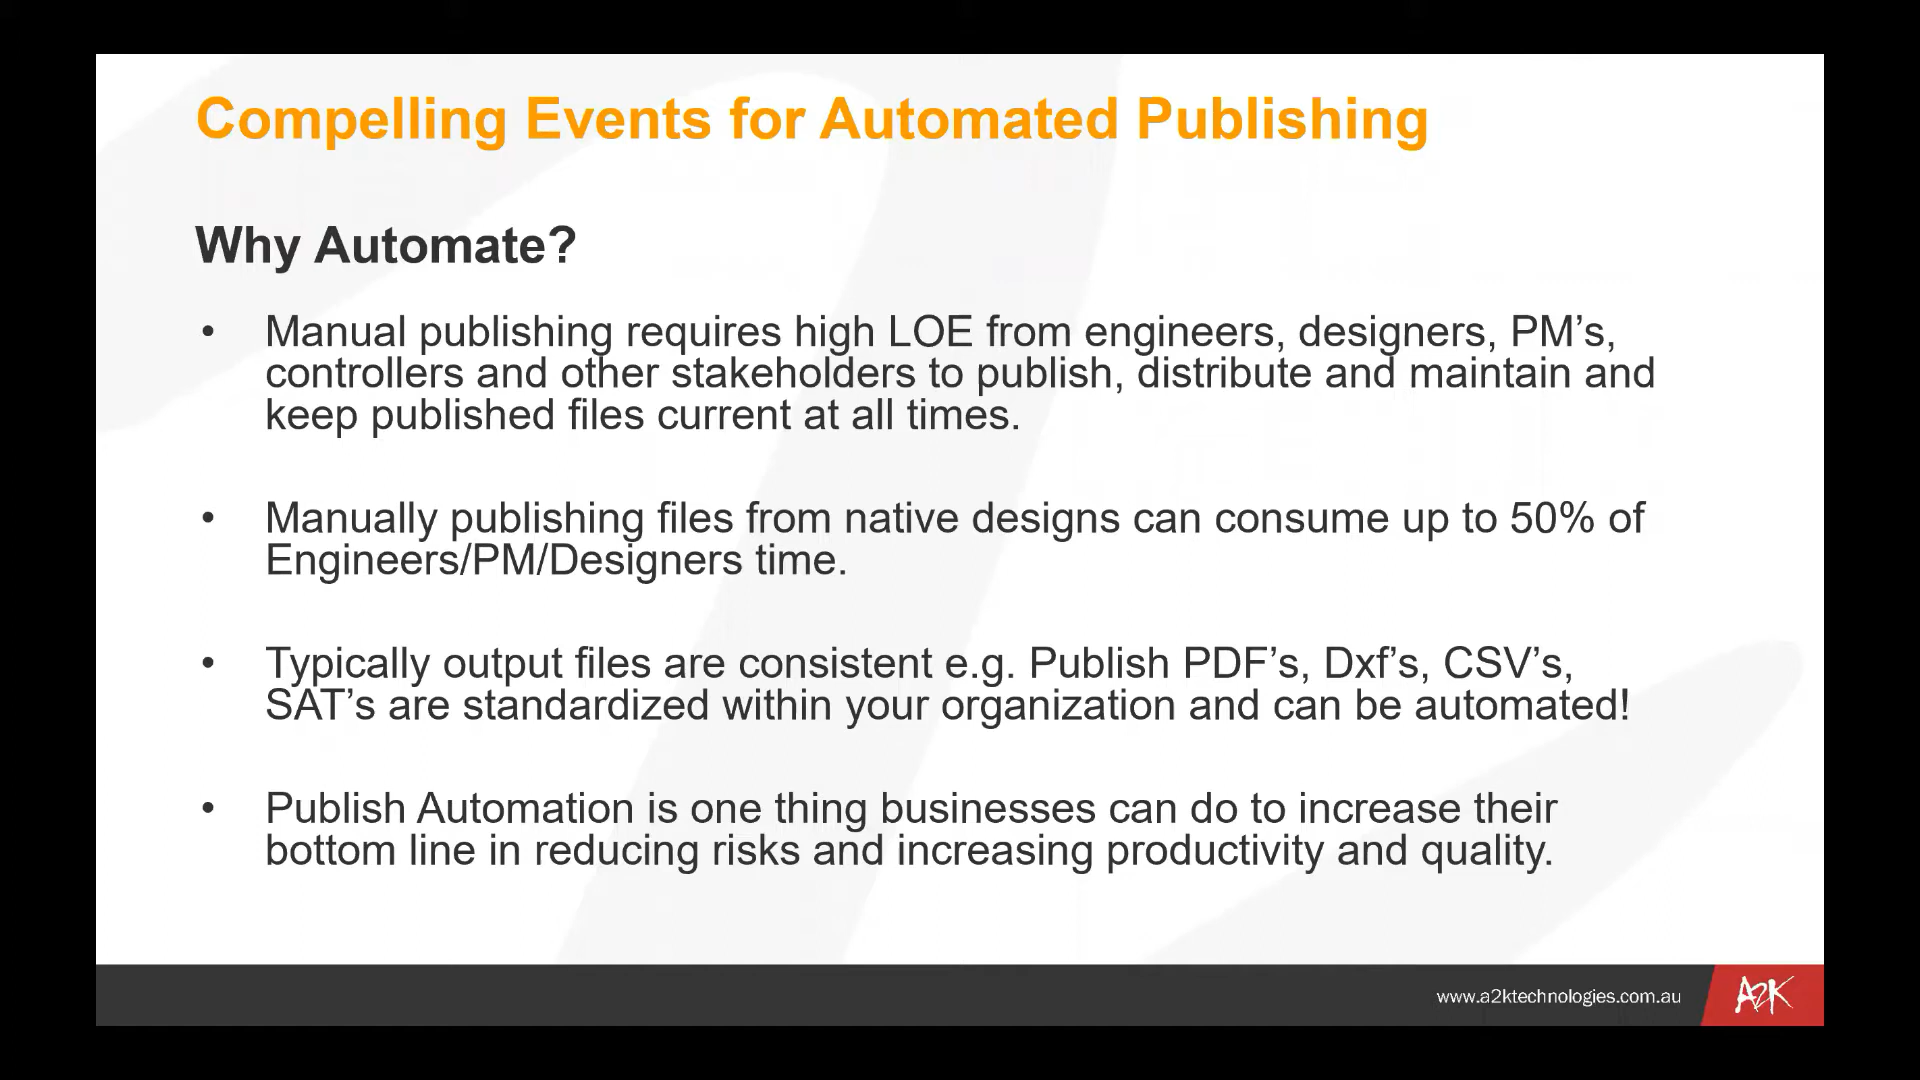 Compelling Events for Automated Publishing
Why Automate?
• Manual publishing requires high LOE from engineers, designers, PM’s,
controllers and other stakeholders to publish, distribute and maintain and
keep published files current at all times.
• Manually publishing files from native designs can consume up to 50% of
Engineers/PM/Designers time.
• Typically output files are consistent e.g. Publish PDF’s, Dxf’s, CSV’s,
SAT’s are standardized within your organization and can be automated!
• Publish Automation is one thing businesses can do to increase their
bottom line in reducing risks and increasing productivity and quality.
www.a2ktechnologies.com.au
A2K